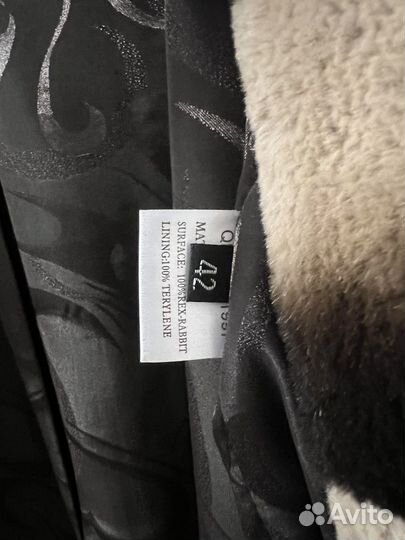 42
SURFACE: 100%REX-RABBIT
LINING:100% TERYLENE
Avito